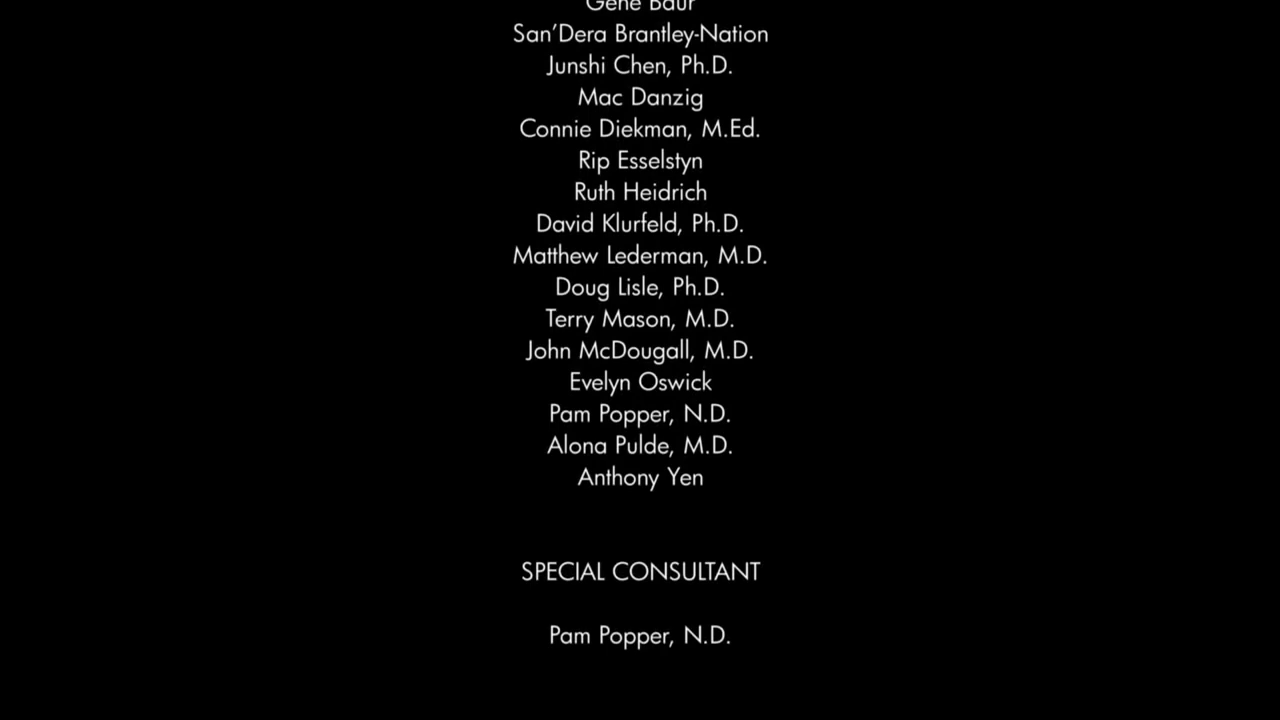 Gene Baur
San'Dera Brantley-Nation
Junshi Chen, Ph.D.
Mac Danzig
Connie Diekman, M.Ed.
Rip Esselstyn
Ruth Heidrich
David Klurfeld, Ph.D.
Matthew Lederman, M.D.
Doug Lisle, Ph.D.
Terry Mason, M.D.
John McDougall, M.D.
Evelyn Oswick
Pam Popper, N.D.
Alona Pulde, M.D.
Anthony Yen
SPECIAL CONSULTANT
Pam Popper, N.D.